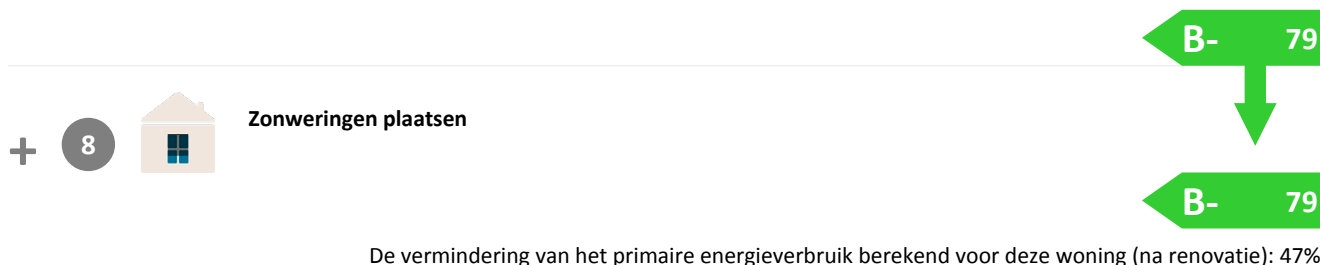 B- 79
Zonweringen plaatsen
+ 8
B- 79
De vermindering van het primaire energieverbruik berekend voor deze woning (na renovatie): 47%